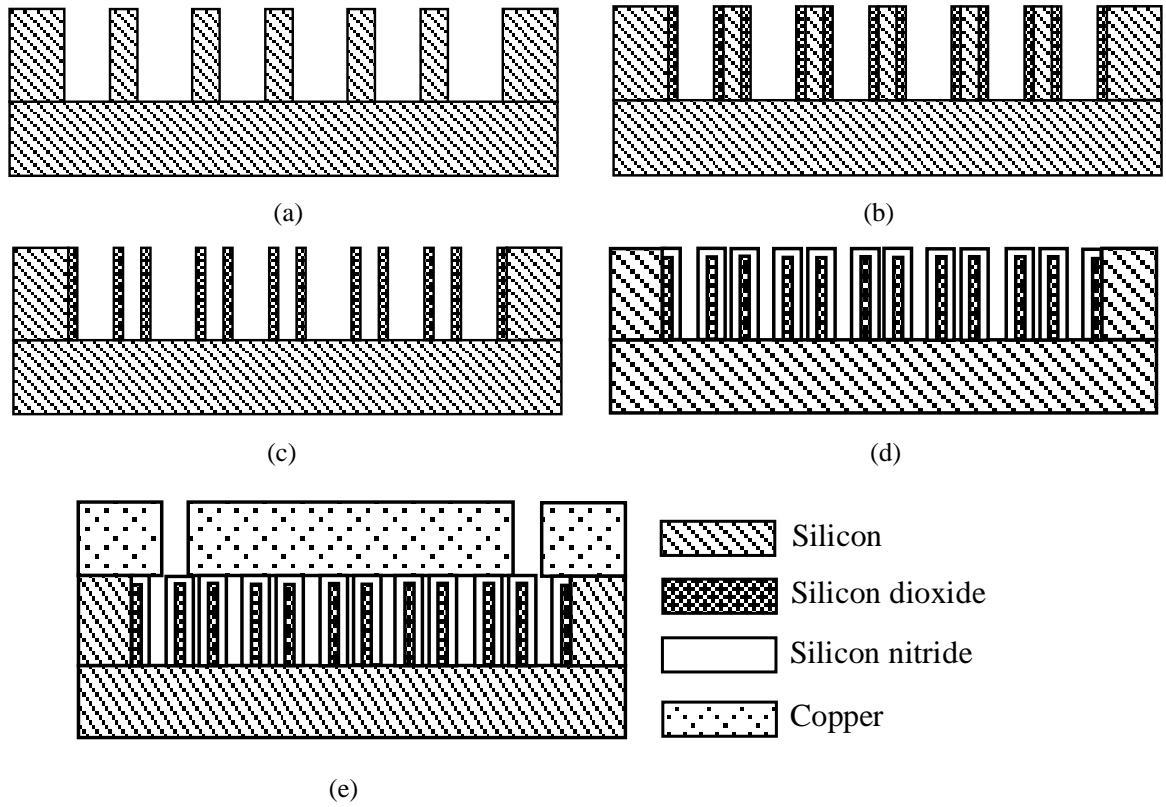 (a)
(b)
(c)
(d)
(e)
Silicon
Silicon dioxide
Silicon nitride
Copper